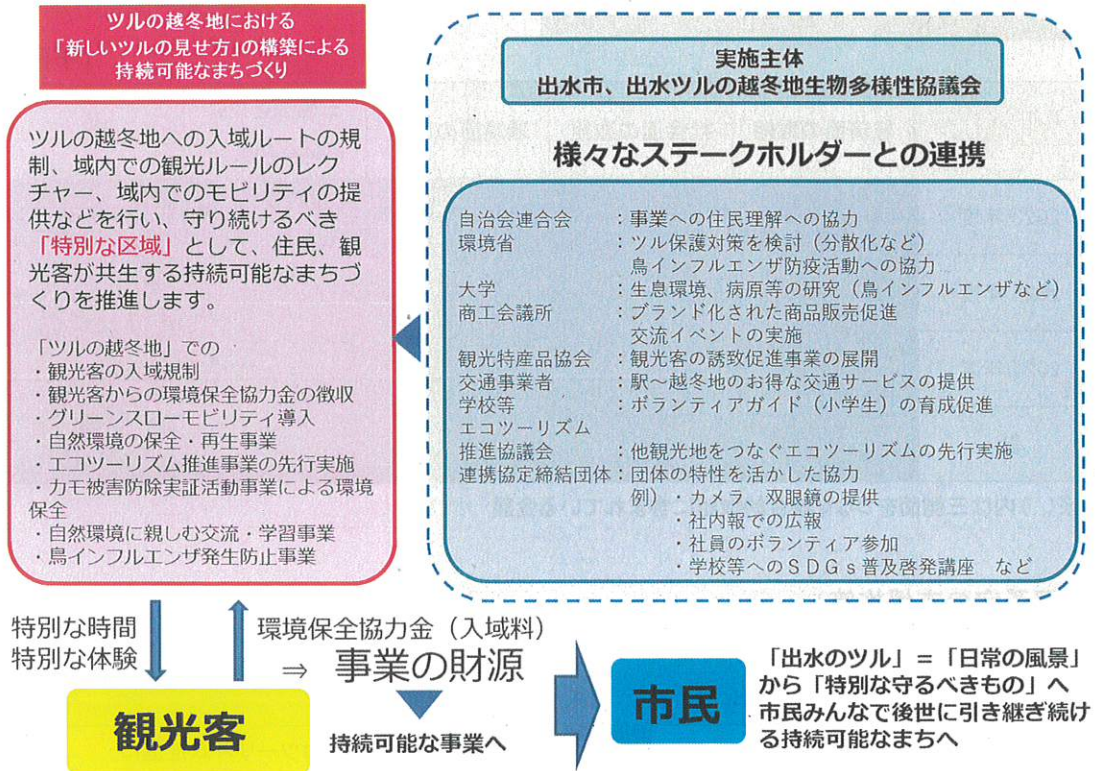 ツルの越冬地における
「新しいツルの見せ方」の構築による
持続可能なまちづくり
ツルの越冬地への入域ルートの規
制、域内での観光ルールのレク
チャー、域内でのモビリティの提
供などを行い、守り続けるべき
「特別な区域」として、住民、観
光客が共生する持続可能なまちづ
くりを推進します。
「ツルの越冬地」での
・観光客の入域規制
・観光客からの環境保全協力金の徴収
・グリーンスローモビリティ導入
・自然環境の保全・再生事業
・エコツーリズム推進事業の先行実施
・カモ被害防除実証活動事業による環境
保全
・自然環境に親しむ交流・学習事業
・鳥インフルエンザ発生防止事業
実施主体
出水市、出水ツルの越冬地生物多様性協議会
様々なステークホルダーとの連携
自治会連合会　：事業への住民理解への協力
環境省　：ツル保護対策を検討（分散化など）
鳥インフルエンザ防疫活動への協力
大学　：生息環境、病原等の研究（鳥インフルエンザなど）
商工会議所　：ブランド化された商品販売促進
交流イベントの実施
観光特産品協会　：観光客の誘致促進事業の展開
交通事業者　：駅～越冬地のお得な交通サービスの提供
学校等　：ボランティアガイド（小学生）の育成促進
エコツーリズム
推進協議会　：他観光地をつなぐエコツーリズムの先行実施
連携協定締結団体：団体の特性を活かした協力
例）・カメラ、双眼鏡の提供
・社内報での広報
・社員のボランティア参加
・学校等へのＳＤＧｓ普及啓発講座　など
特別な時間
特別な体験
環境保全協力金（入域料）
⇒　事業の財源
観光客
持続可能な事業へ
市民
「出水のツル」＝「日常の風景」
から「特別な守るべきもの」へ
市民みんなで後世に引き継ぎ続け
る持続可能なまちへ